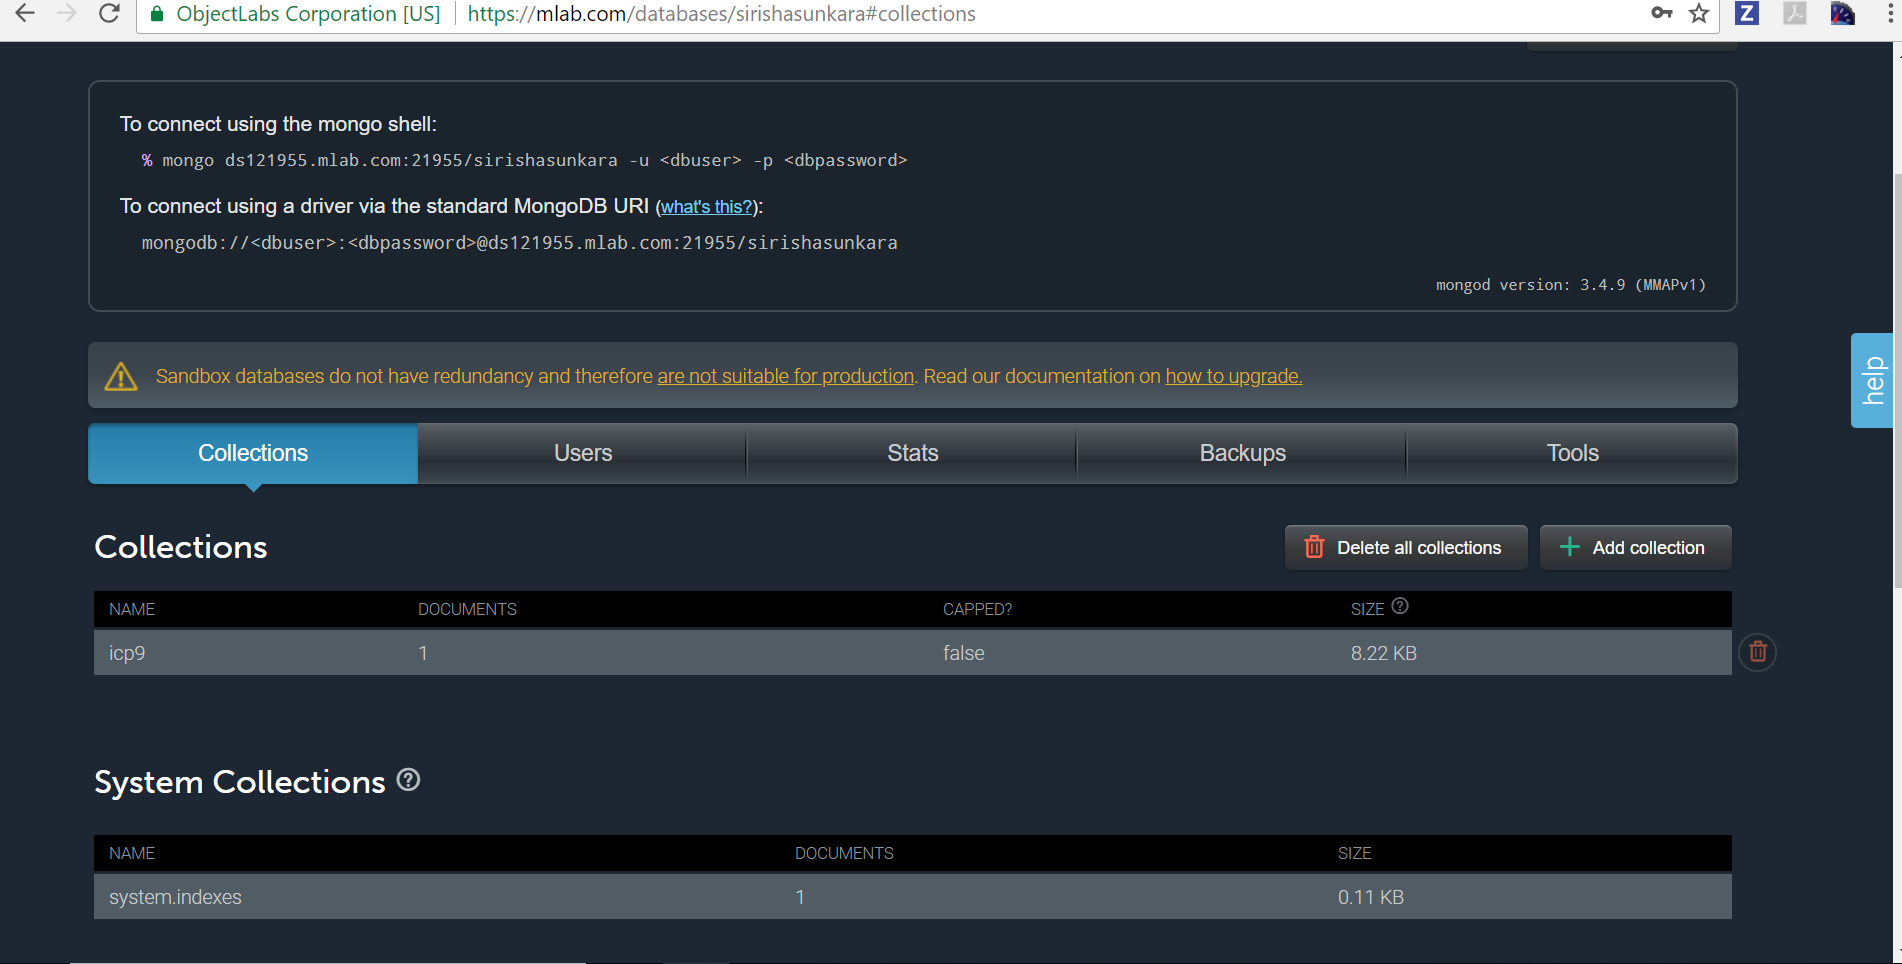 ObjectLabs Corporation [US] https://mlab.com/databases/sirishasunkara#collections
Z
To connect using the mongo shell:
% mongo ds121955.mlab.com:21955/sirishasunkara -u <dbuser> -p <dbpassword>
To connect using a driver via the standard MongoDB URI (what's this?):
mongodb://<dbuser>:<dbpassword>@ds121955.mlab.com:21955/sirishasunkara
mongod version: 3.4.9 (MMAPv1)
Sandbox databases do not have redundancy and therefore are not suitable for production. Read our documentation on how to upgrade.
help
Collections Users Stats Backups Tools
Collections
Delete all collections
Add collection
NAME DOCUMENTS CAPPED? SIZE ?
icp9 1 false 8.22 KB
System Collections ?
NAME DOCUMENTS SIZE
system.indexes 1 0.11 KB